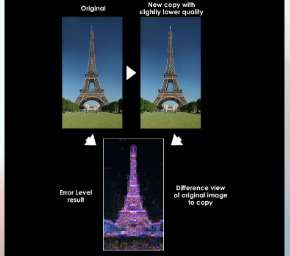 Original
New copy with
slightly lower quality
Error Level
result
Difference view
of original image
to copy